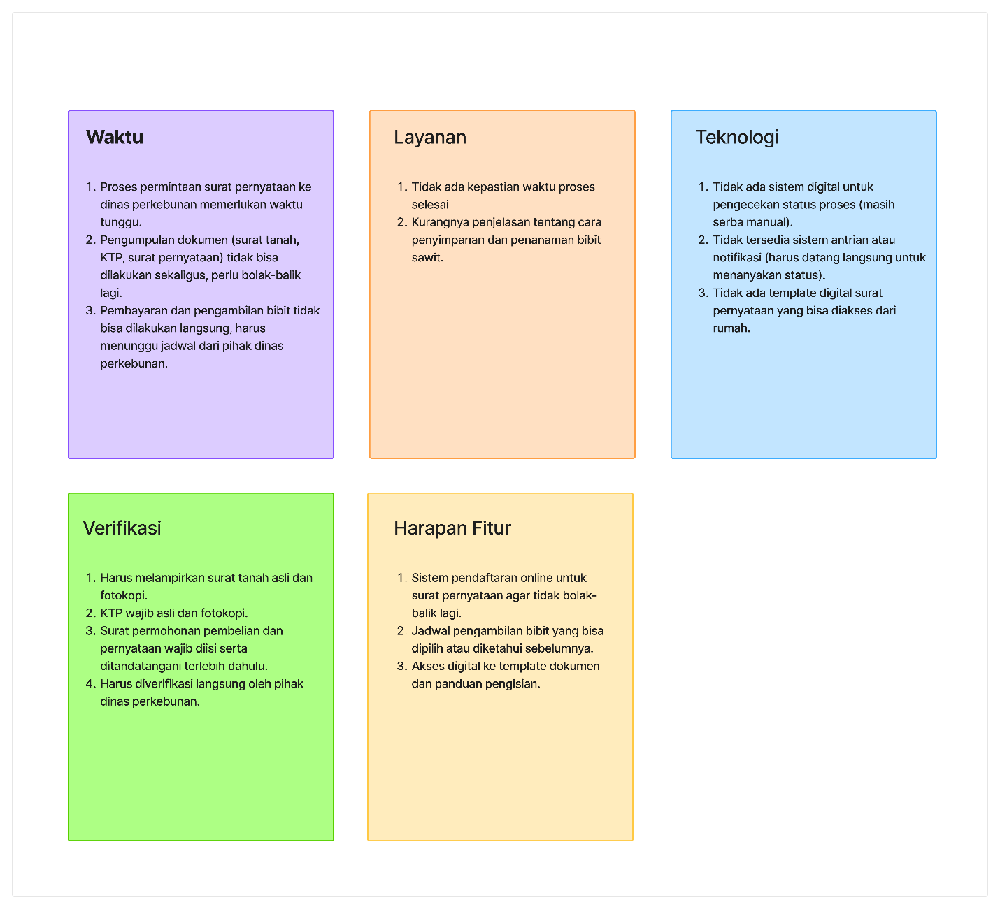 Waktu
1. Proses permintaan surat pernyataan ke
dinas perkebunan memerlukan waktu
tunggu.
2. Pengumpulan dokumen (surat tanah,
KTP, surat pernyataan) tidak bisa
dilakukan sekaligus, perlu bolak-balik
lagi.
3. Pembayaran dan pengambilan bibit tidak
bisa dilakukan langsung, harus
menunggu jadwal dari pihak dinas
perkebunan.
Layanan
1. Tidak ada kepastian waktu proses
selesai
2. Kurangnya penjelasan tentang cara
penyimpanan dan penanaman bibit
sawit.
Teknologi
1. Tidak ada sistem digital untuk
pengecekan status proses (masih
serba manual).
2. Tidak tersedia sistem antrian atau
notifikasi (harus datang langsung untuk
menanyakan status).
3. Tidak ada template digital surat
pernyataan yang bisa diakses dari
rumah.
Verifikasi
1. Harus melampirkan surat tanah asli dan
fotokopi.
2. KTP wajib asli dan fotokopi.
3. Surat permohonan pembelian dan
pernyataan wajib diisi serta
ditandatangani terlebih dahulu.
4. Harus diverifikasi langsung oleh pihak
dinas perkebunan.
Harapan Fitur
1. Sistem pendaftaran online untuk
surat pernyataan agar tidak bolak-
balik lagi.
2. Jadwal pengambilan bibit yang bisa
dipilih atau diketahui sebelumnya.
3. Akses digital ke template dokumen
dan panduan pengisian.